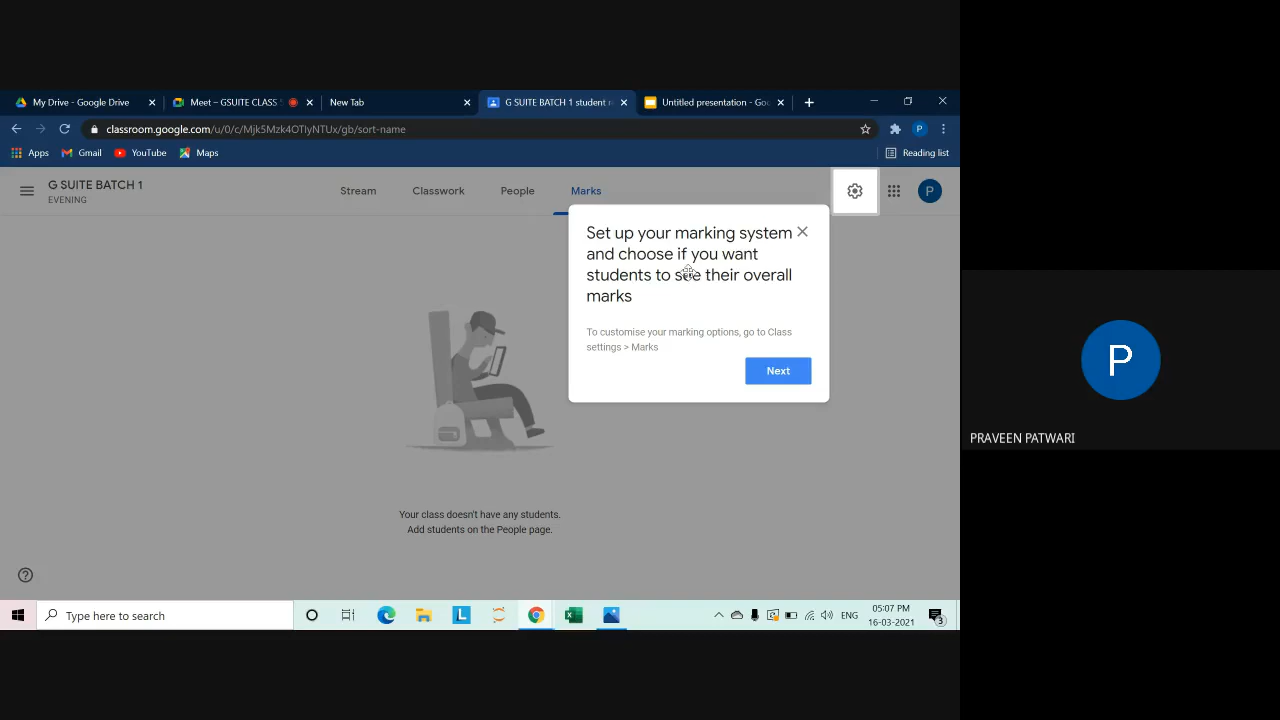 My Drive - Google Drive
Meet – GSUITE CLASS
New Tab
G SUITE BATCH 1 student
Untitled presentation - Goo
classroom.google.com/u/0/c/Mjk5Mzk4OTIyNTUx/gb/sort-name
P
Apps
Gmail
YouTube
Maps
Reading list
G SUITE BATCH 1
EVENING
Stream
Classwork
People
Marks
P
Set up your marking system
and choose if you want
students to see their overall
marks
To customise your marking options, go to Class
settings > Marks
Next
Your class doesn't have any students.
Add students on the People page.
P
PRAVEEN PATWARI
Type here to search
L
ENG
05:07 PM
16-03-2021
3